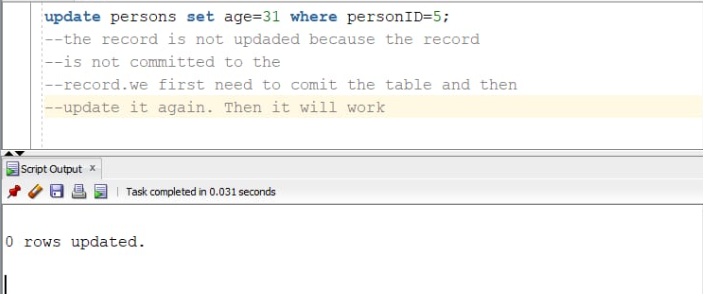 update persons set age=31 where personID=5;
--the record is not updaded because the record
--is not committed to the
--record.we first need to comit the table and then
--update it again. Then it will work
Script Output x
Task completed in 0.031 seconds
0 rows updated.